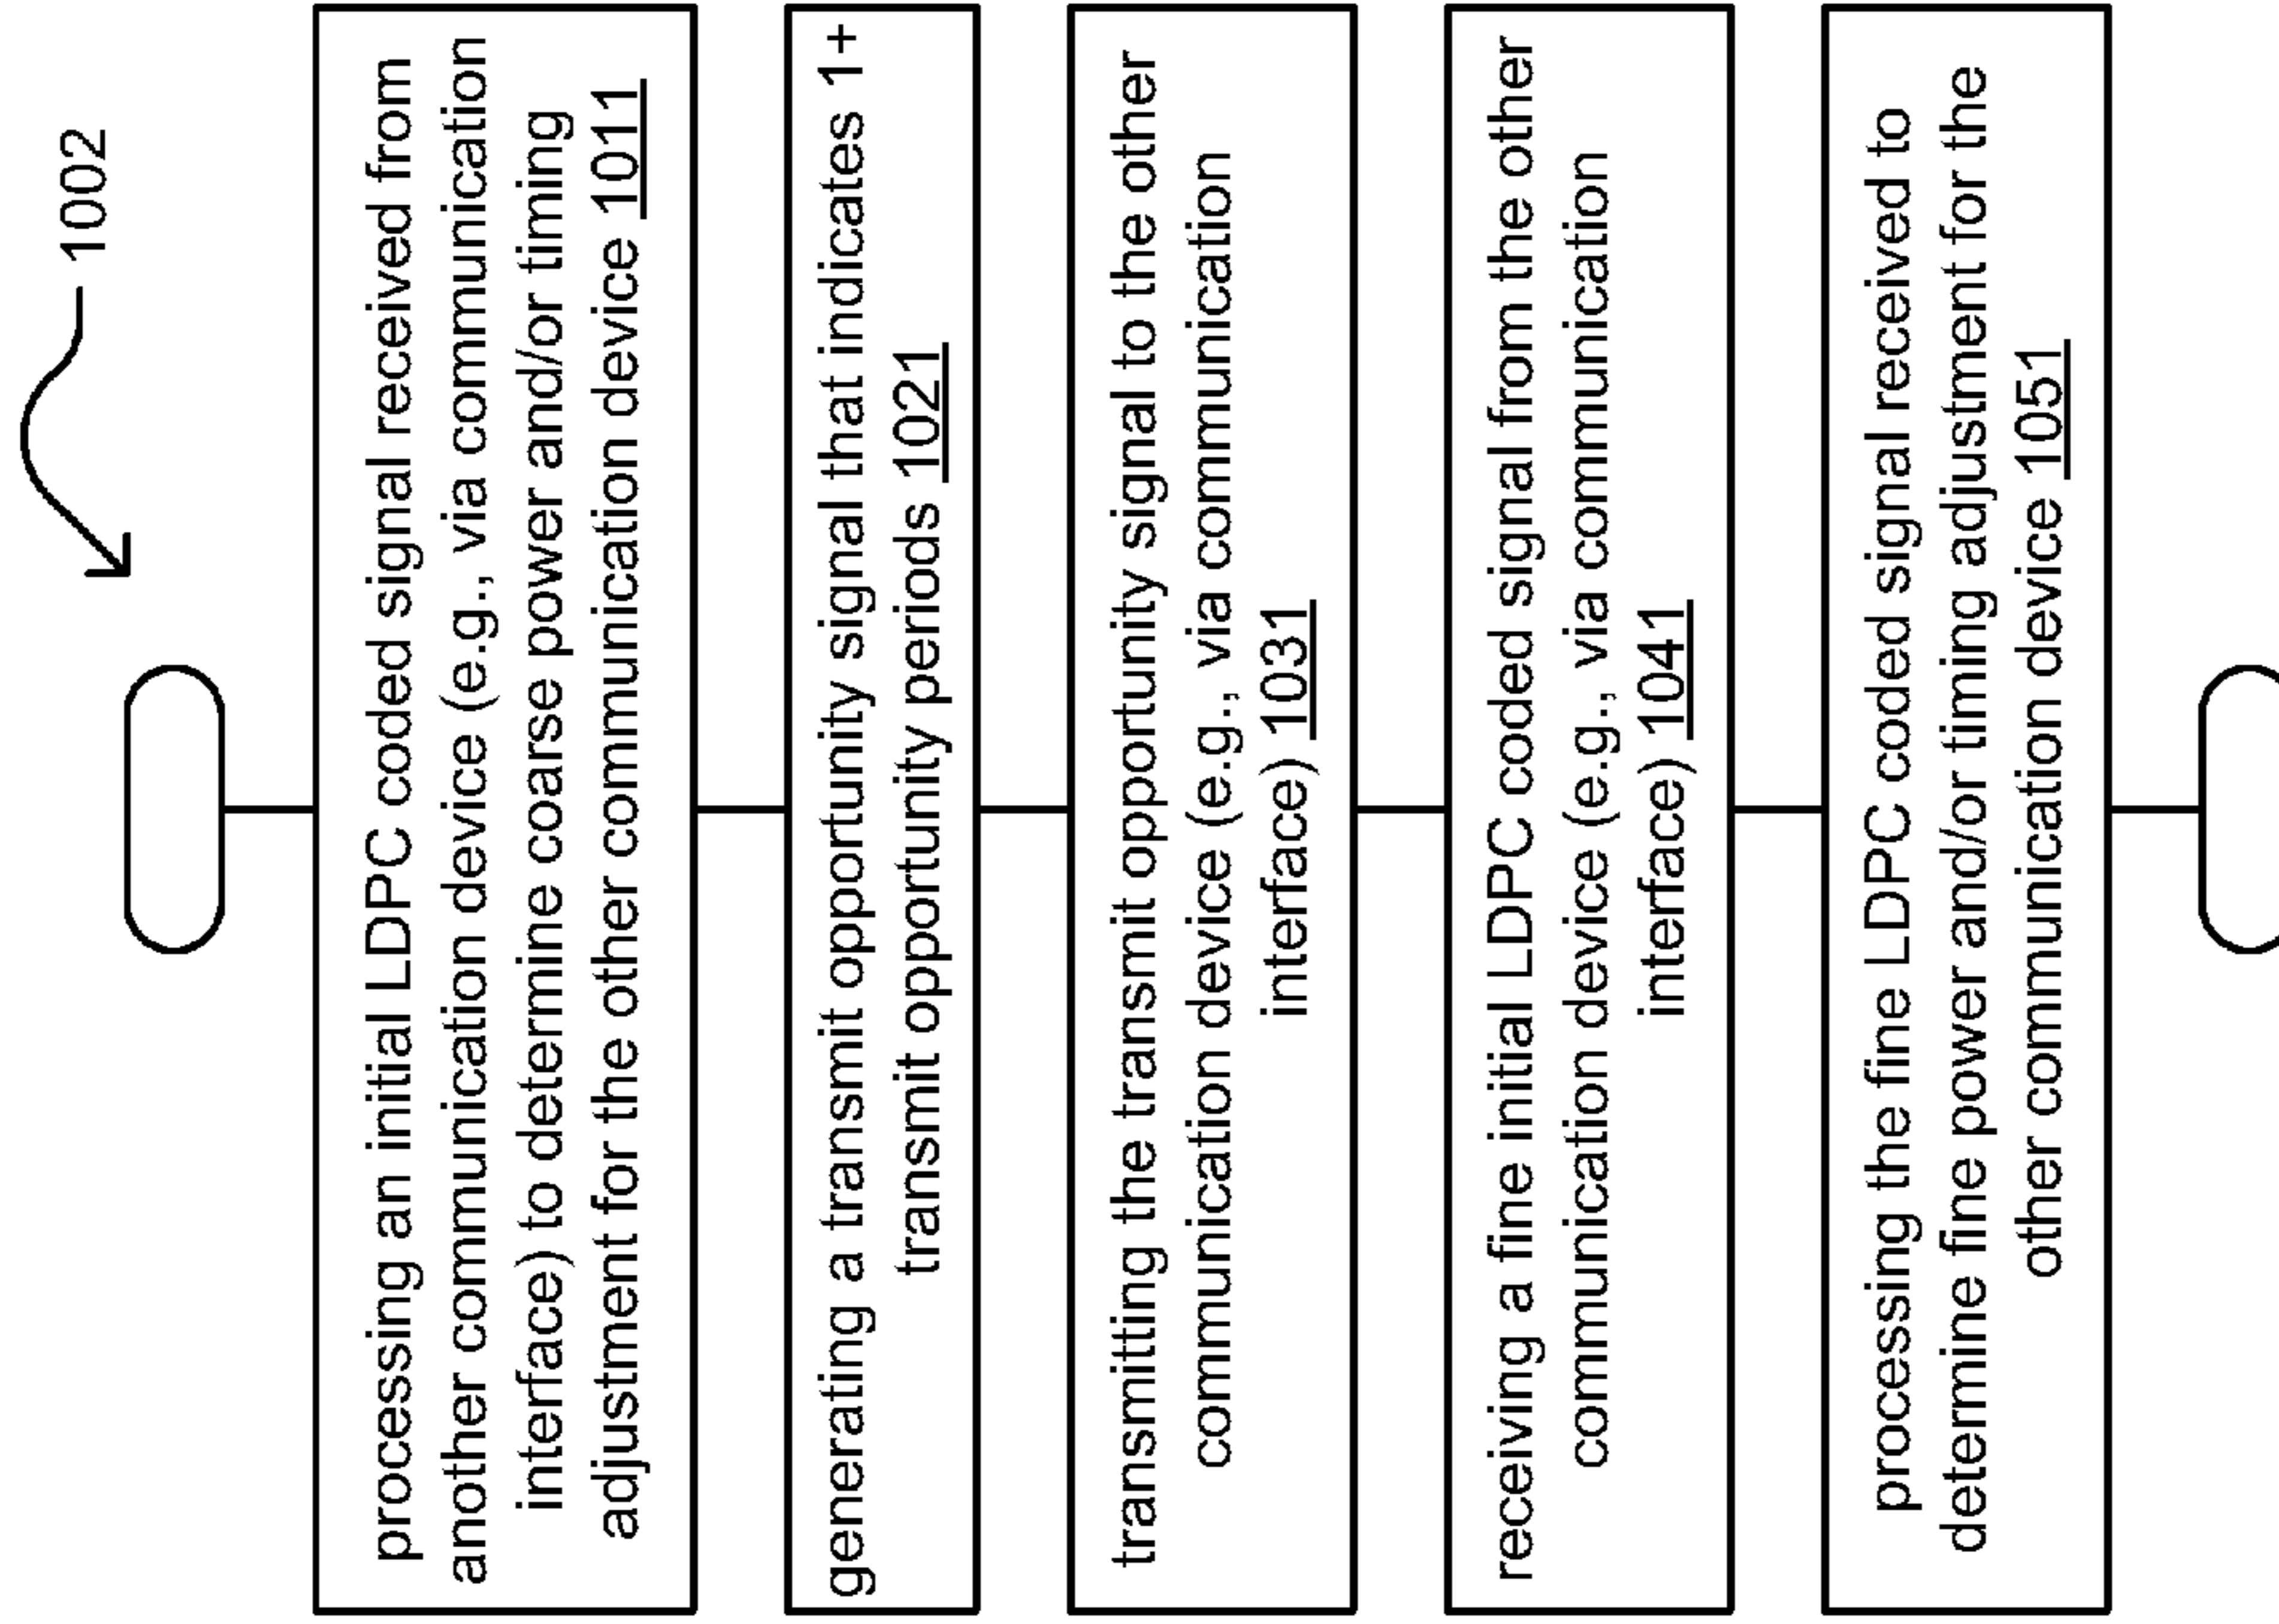 1002
processing an initial LDPC coded signal received from
another communication device (e.g., via communication
interface) to determine coarse power and/or timing
adjustment for the other communication device 1011
generating a transmit opportunity signal that indicates 1+
transmit opportunity periods 1021
transmitting the transmit opportunity signal to the other
communication device (e.g., via communication
interface) 1031
receiving a fine initial LDPC coded signal from the other
communication device (e.g., via communication
interface) 1041
processing the fine LDPC coded signal received to
determine fine power and/or timing adjustment for the
other communication device 1051